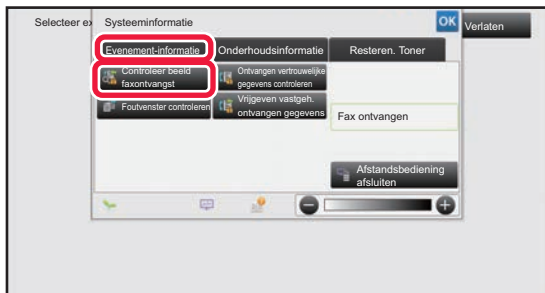 Selecteer ex
Systeeminformatie
OK
Verlaten
Evenement-informatie
Onderhoudsinformatie
Resteren. Toner
Controleer beeld
faxontvangst
Ontvangen vertrouwelijke
gegevens controleren
Foutvenster controleren
Vrijgeven vastgeh.
ontvangen gegevens
Fax ontvangen
Afstandsbediening
afsluiten